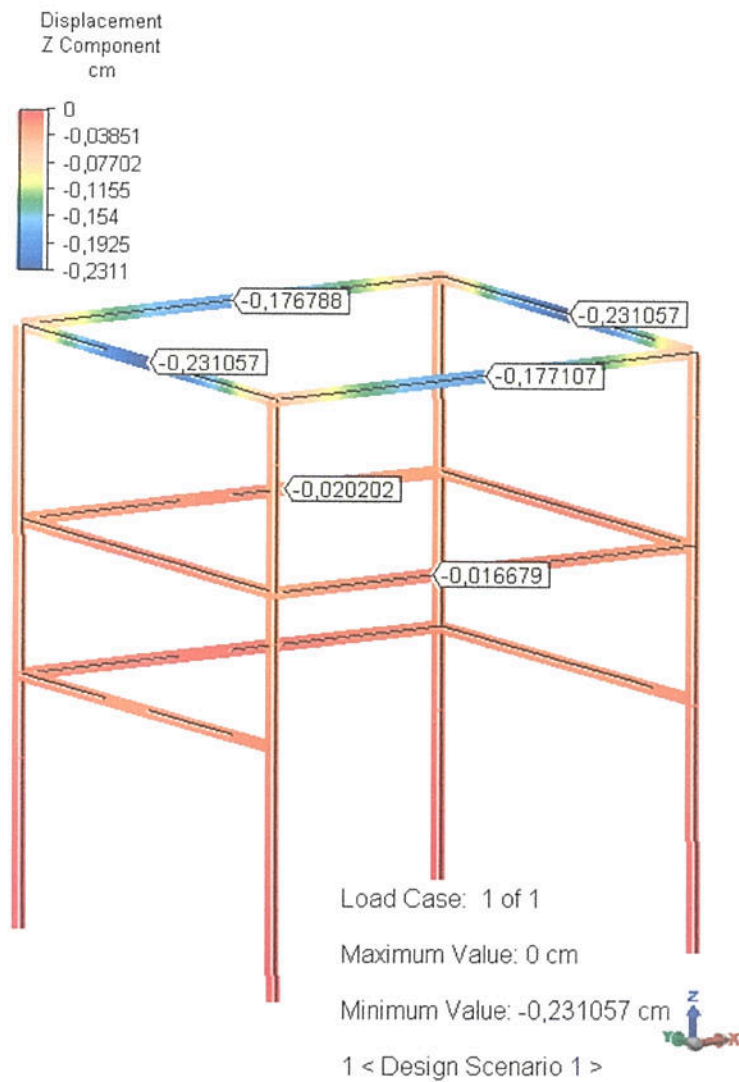 Displacement
Z Component
cm
0
-0,03851
-0,07702
-0,1155
-0,154
-0,1925
-0,2311
-0,176788
-0,231057
-0,231057
-0,177107
-0,020202
-0,016679
Load Case: 1 of 1
Maximum Value: 0 cm
Minimum Value: -0,231057 cm
1 < Design Scenario 1 >
Z
Y
X